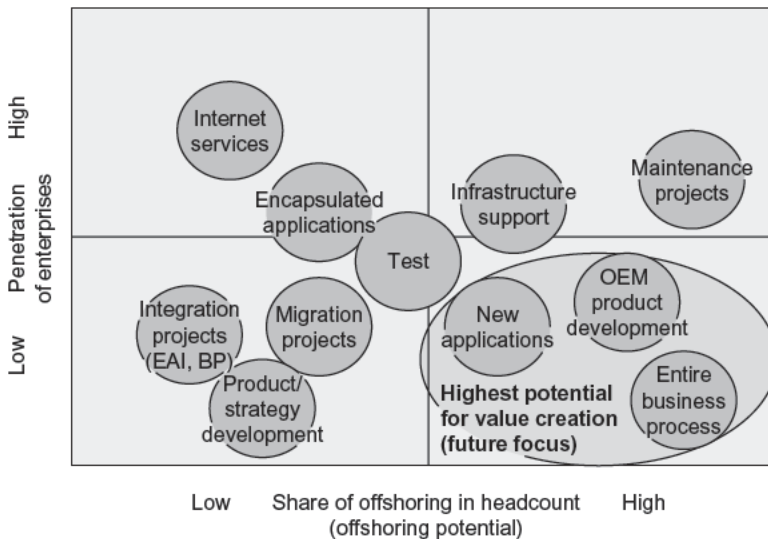 High
Penetration
of enterprises
Low
Internet
services
Encapsulated
applications
Infrastructure
support
Maintenance
projects
Test
Integration
projects
(EAI, BP)
Migration
projects
New
applications
OEM
product
development
Product/
strategy
development
Highest potential
for value creation
(future focus)
Entire
business
process
Low
Share of offshoring in headcount
(offshoring potential)
High